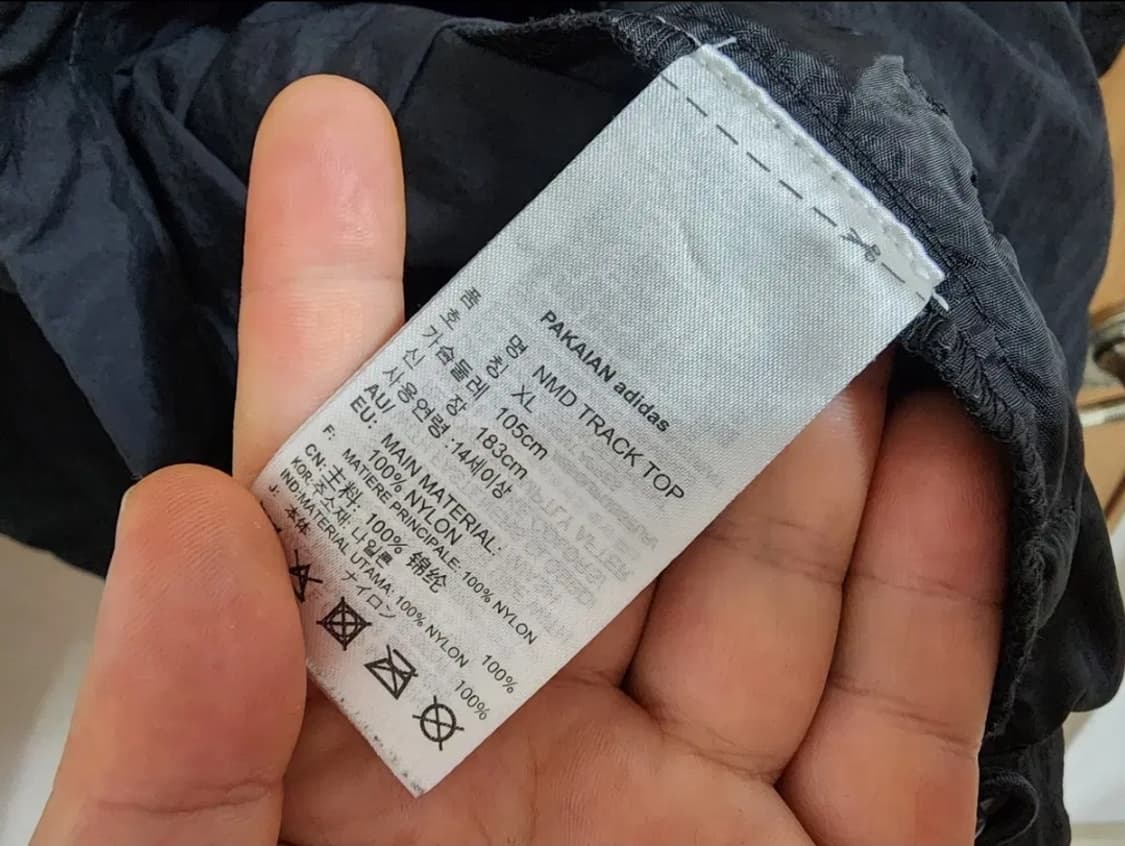 PAKAIAN adidas
품 명 NMD TRACK TOP
호 칭 XL
가슴둘레 105cm
신 장 183cm
사용연령 :14세이상
AU/
EU: MAIN MATERIAL:
100% NYLON
F: MATIERE PRINCIPALE: 100% NYLON
CN:主料: 100% 锦纶
KOR:주소재: 나일론 100%
IND:MATERIAL UTAMA:100% NYLON
J: 本体 ナイロン 100%